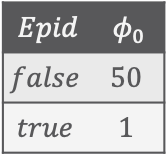 Epid ϕ₀
false 50
true 1